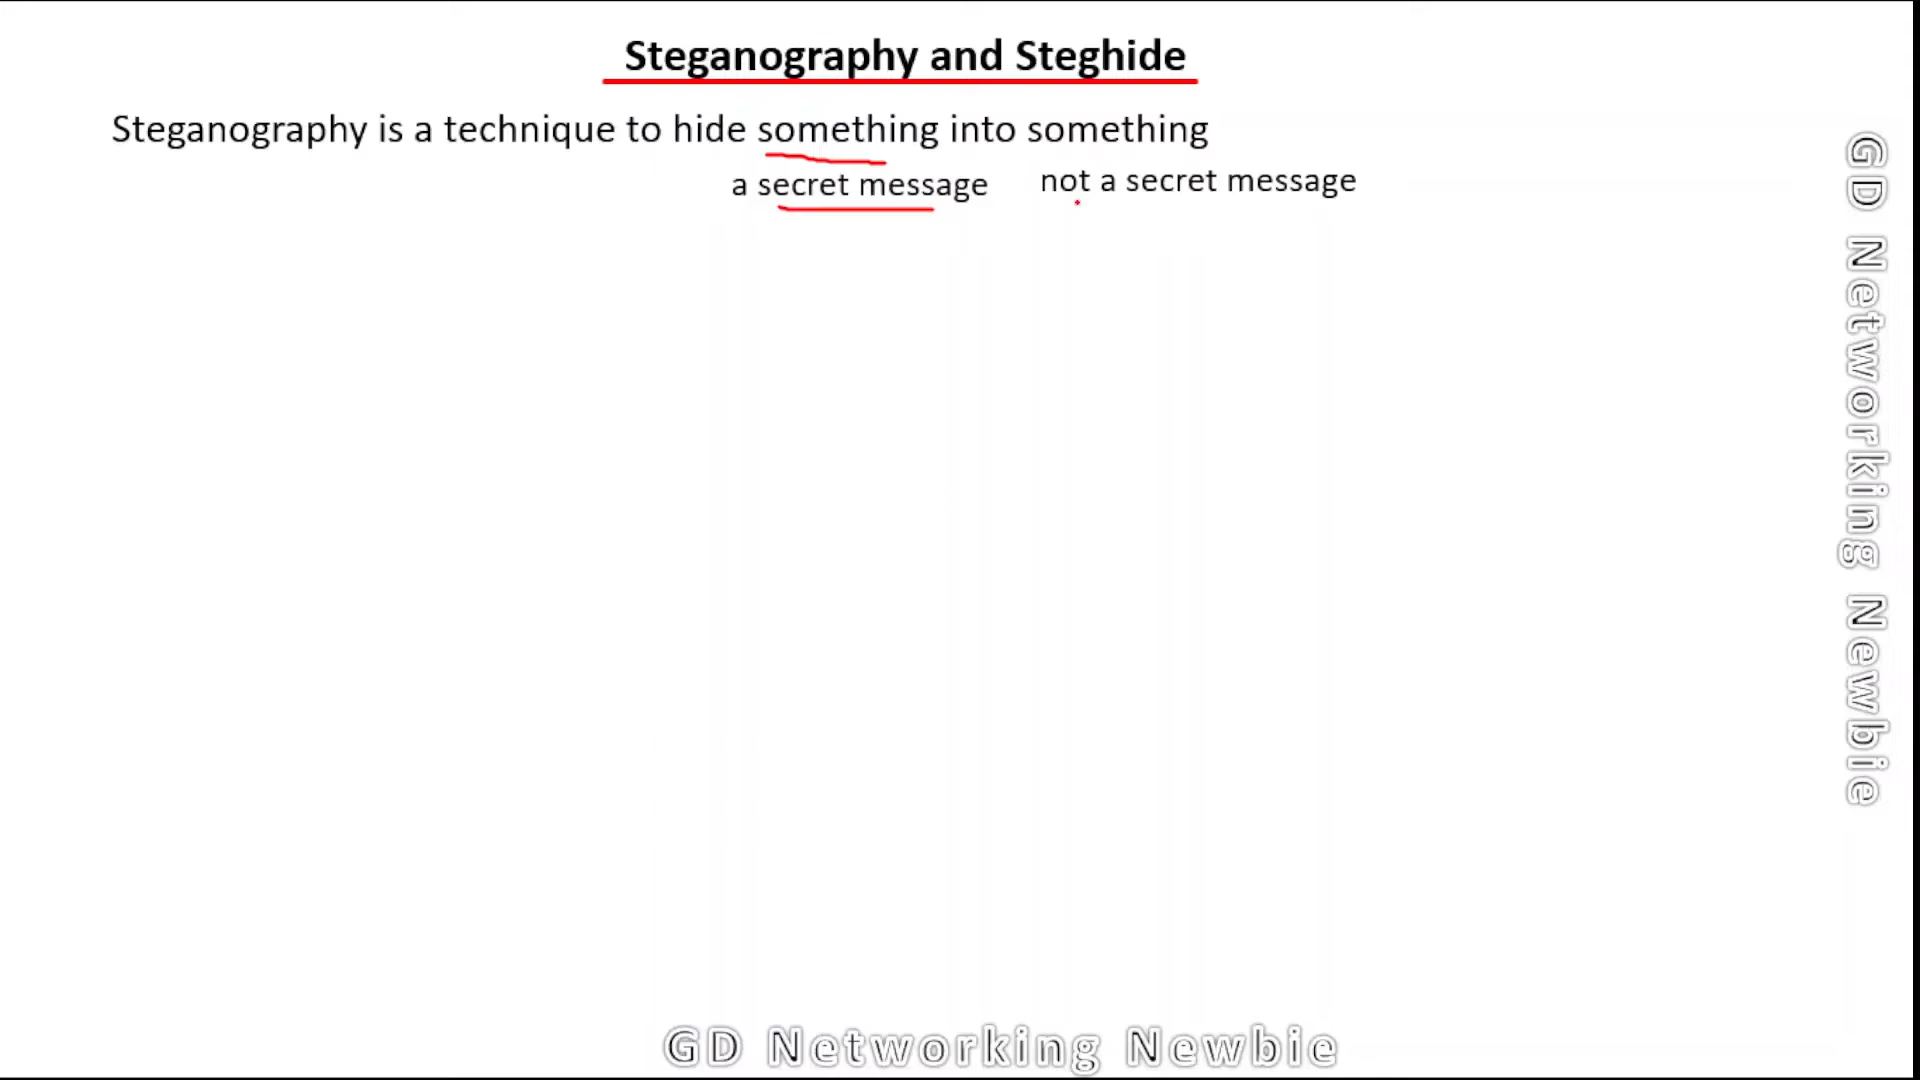 Steganography and Steghide
Steganography is a technique to hide something into something
a secret message
not a secret message
GD Networking Newbie
GD Networking Newbie